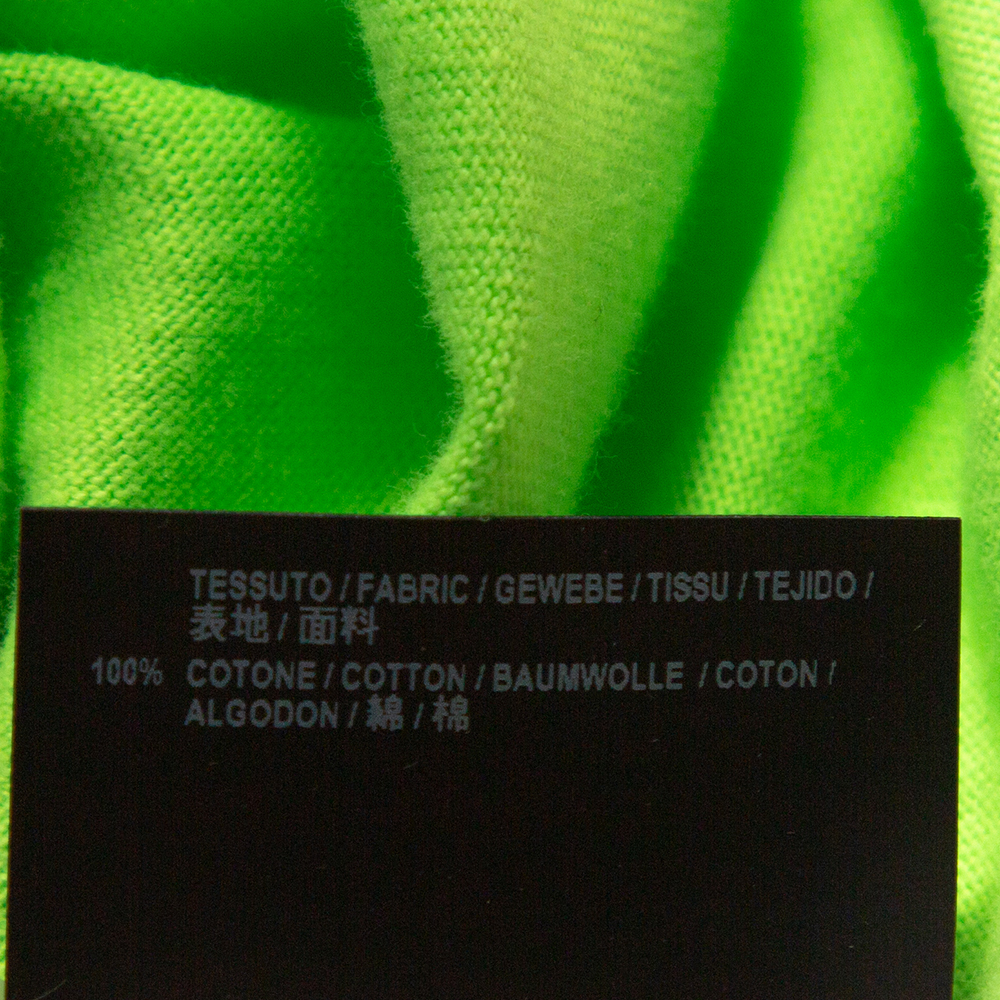 TESSUTO / FABRIC / GEWEBE / TISSU / TEJIDO /
表地 / 面料
100% COTONE / COTTON / BAUMWOLLE / COTON /
ALGODON / 綿 / 棉